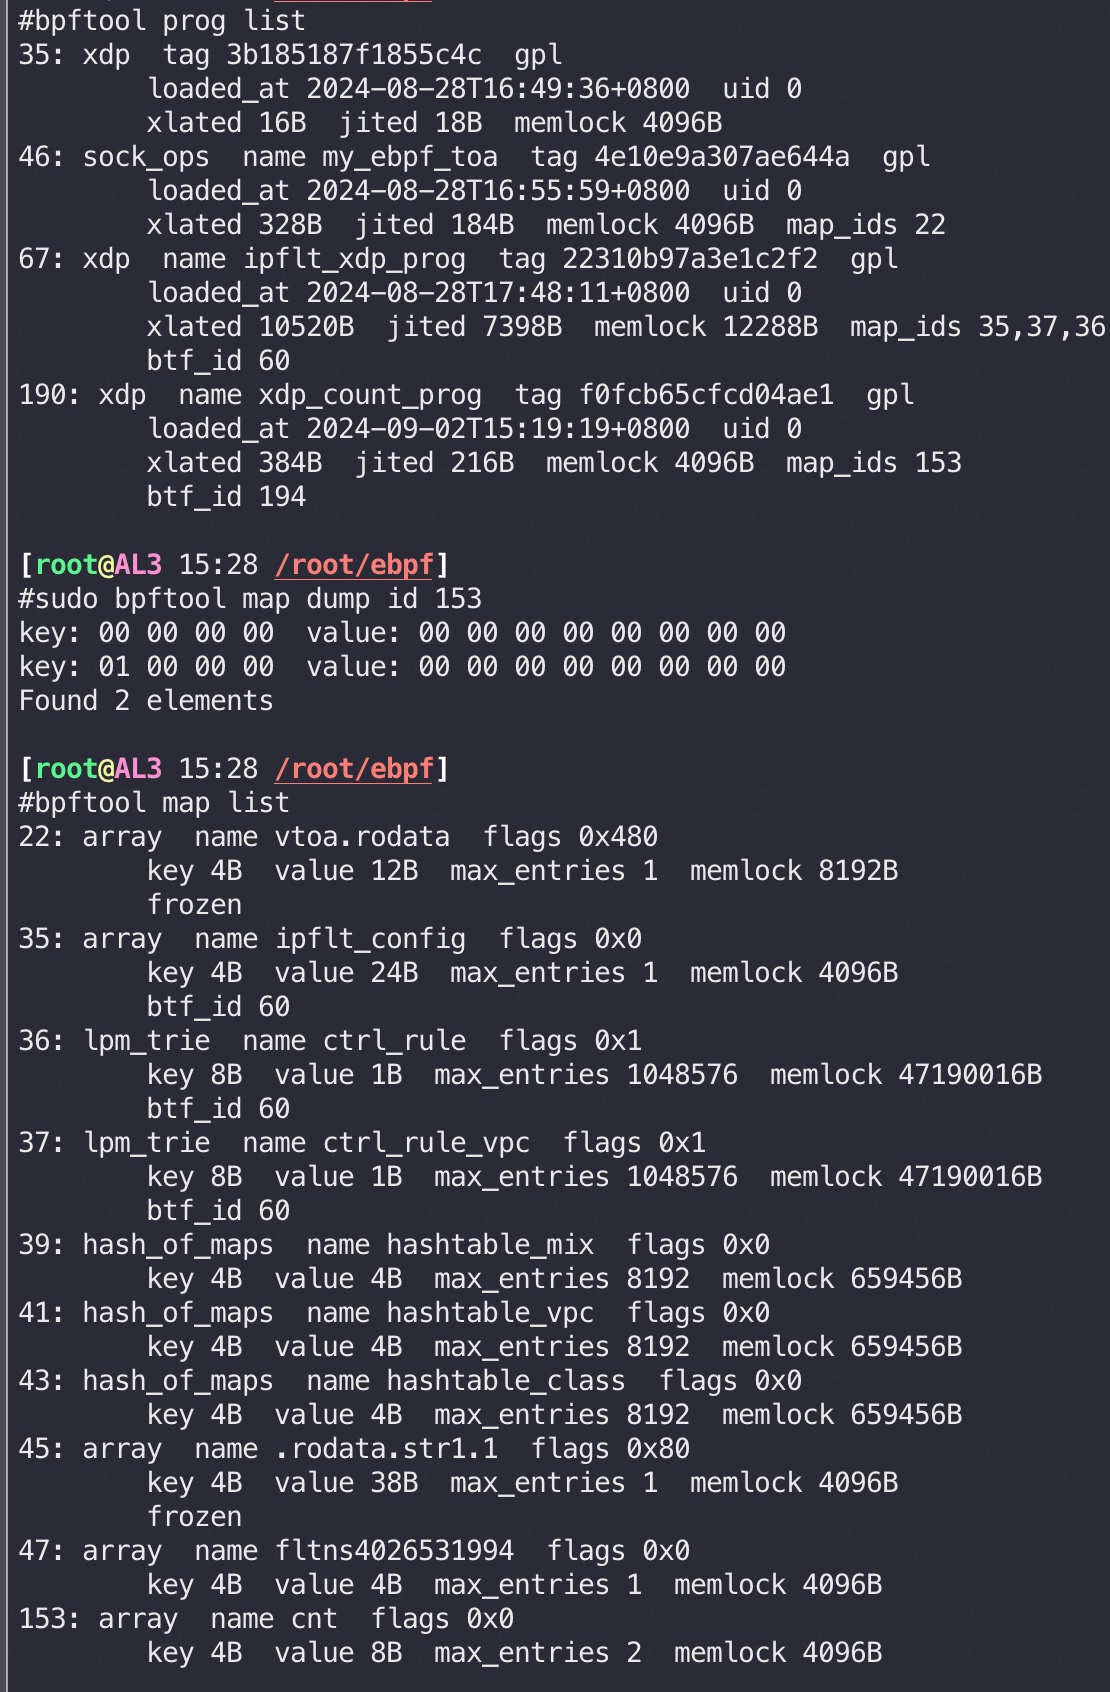 #bpftool prog list
35: xdp  tag 3b185187f1855c4c  gpl
        loaded_at 2024-08-28T16:49:36+0800  uid 0
        xlated 16B  jited 18B  memlock 4096B
46: sock_ops  name my_ebpf_toa  tag 4e10e9a307ae644a  gpl
        loaded_at 2024-08-28T16:55:59+0800  uid 0
        xlated 328B  jited 184B  memlock 4096B  map_ids 22
67: xdp  name ipflt_xdp_prog  tag 22310b97a3e1c2f2  gpl
        loaded_at 2024-08-28T17:48:11+0800  uid 0
        xlated 10520B  jited 7398B  memlock 12288B  map_ids 35,37,36
        btf_id 60
190: xdp  name xdp_count_prog  tag f0fcb65cfcd04ae1  gpl
        loaded_at 2024-09-02T15:19:19+0800  uid 0
        xlated 384B  jited 216B  memlock 4096B  map_ids 153
        btf_id 194
[root@AL3 15:28 /root/ebpf]
#sudo bpftool map dump id 153
key: 00 00 00 00  value: 00 00 00 00 00 00 00 00
key: 01 00 00 00  value: 00 00 00 00 00 00 00 00
Found 2 elements
[root@AL3 15:28 /root/ebpf]
#bpftool map list
22: array  name vtoa.rodata  flags 0x480
        key 4B  value 12B  max_entries 1  memlock 8192B
        frozen
35: array  name ipflt_config  flags 0x0
        key 4B  value 24B  max_entries 1  memlock 4096B
        btf_id 60
36: lpm_trie  name ctrl_rule  flags 0x1
        key 8B  value 1B  max_entries 1048576  memlock 47190016B
        btf_id 60
37: lpm_trie  name ctrl_rule_vpc  flags 0x1
        key 8B  value 1B  max_entries 1048576  memlock 47190016B
        btf_id 60
39: hash_of_maps  name hashtable_mix  flags 0x0
        key 4B  value 4B  max_entries 8192  memlock 659456B
41: hash_of_maps  name hashtable_vpc  flags 0x0
        key 4B  value 4B  max_entries 8192  memlock 659456B
43: hash_of_maps  name hashtable_class  flags 0x0
        key 4B  value 4B  max_entries 8192  memlock 659456B
45: array  name .rodata.str1.1  flags 0x80
        key 4B  value 38B  max_entries 1  memlock 4096B
        frozen
47: array  name fltns4026531994  flags 0x0
        key 4B  value 4B  max_entries 1  memlock 4096B
153: array  name cnt  flags 0x0
        key 4B  value 8B  max_entries 2  memlock 4096B